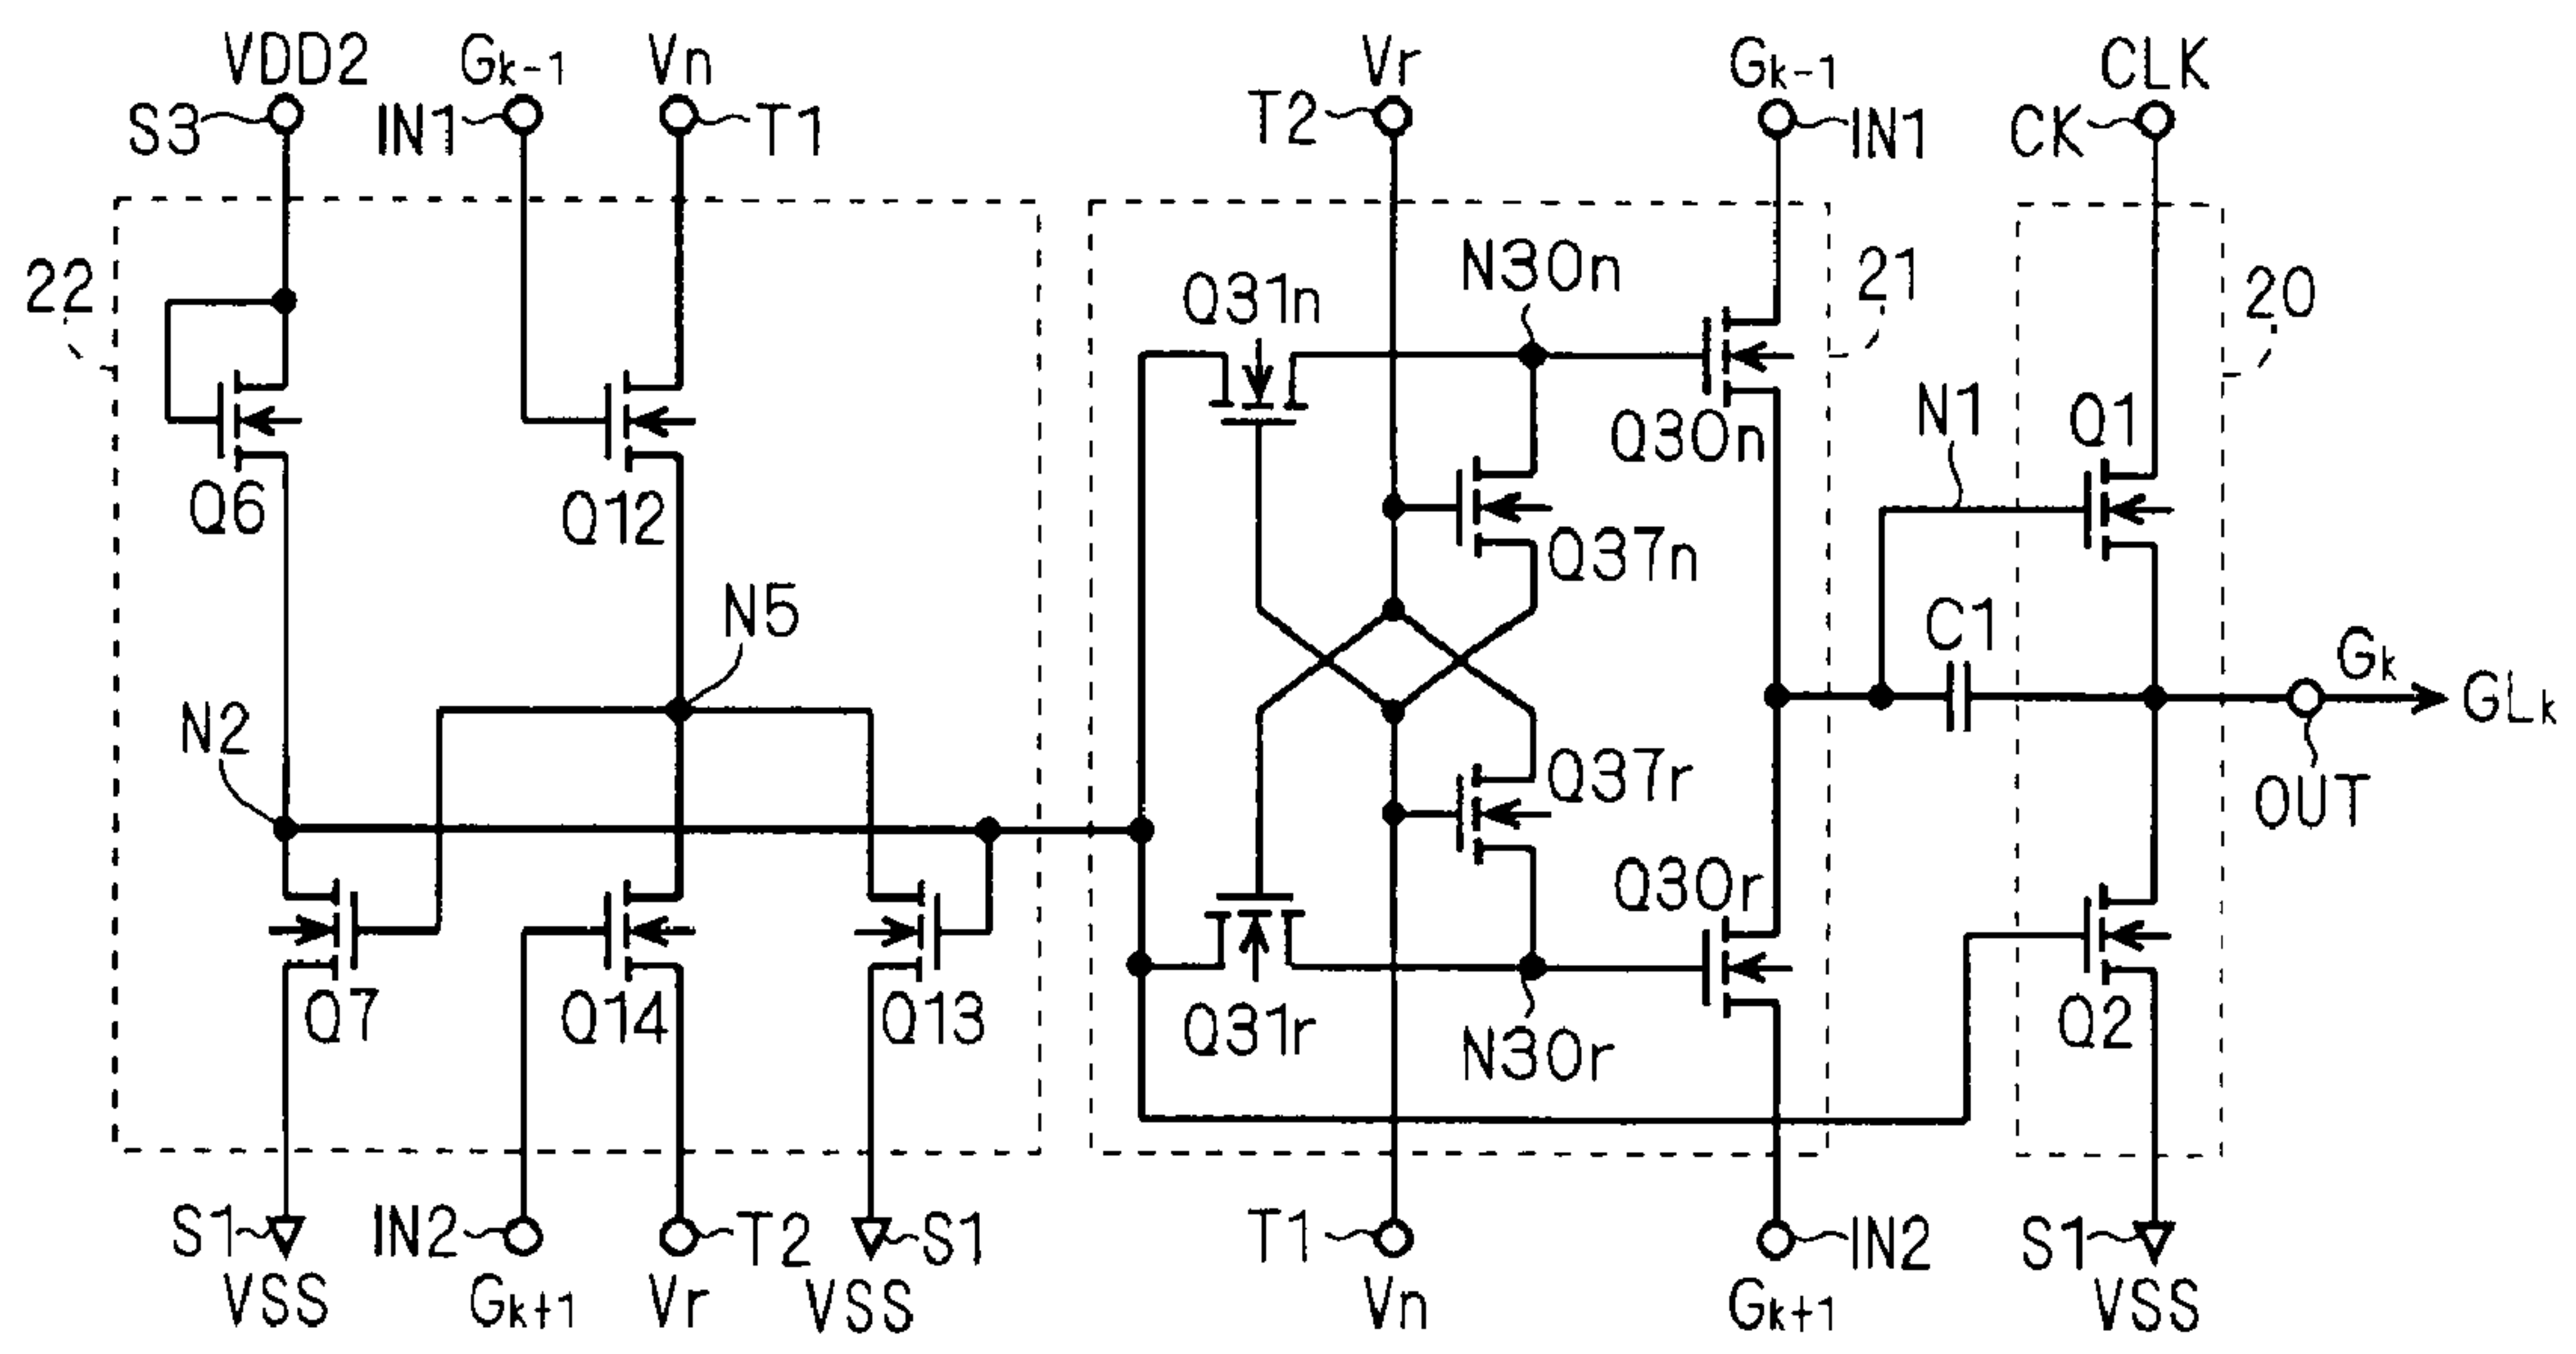 VDD2 Gk-1 Vn Vr Gk-1 CLK
S3 IN1 T1 T2 IN1 CK
22 Q31n N30n 21 20
Q6 Q12 Q30n N1 Q1
Q37n
N5 C1 Gk
N2 GLk
Q37r OUT
Q30r
Q7 Q14 Q13 Q31r N30r Q2
S1 IN2 T2 S1 T1 IN2 S1
VSS Gk+1 Vr VSS Vn Gk+1 VSS